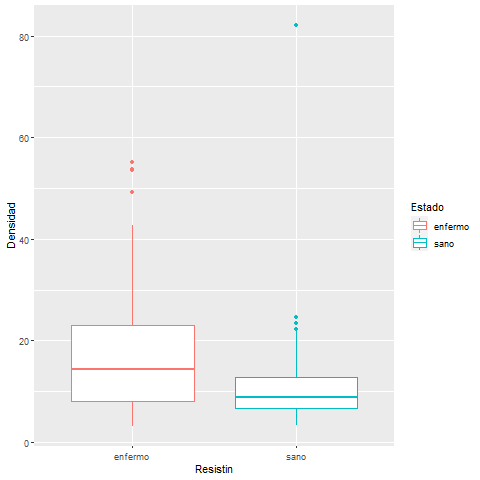 80
60
40
20
0
Densidad
enfermo
sano
Resistin
Estado
enfermo
sano